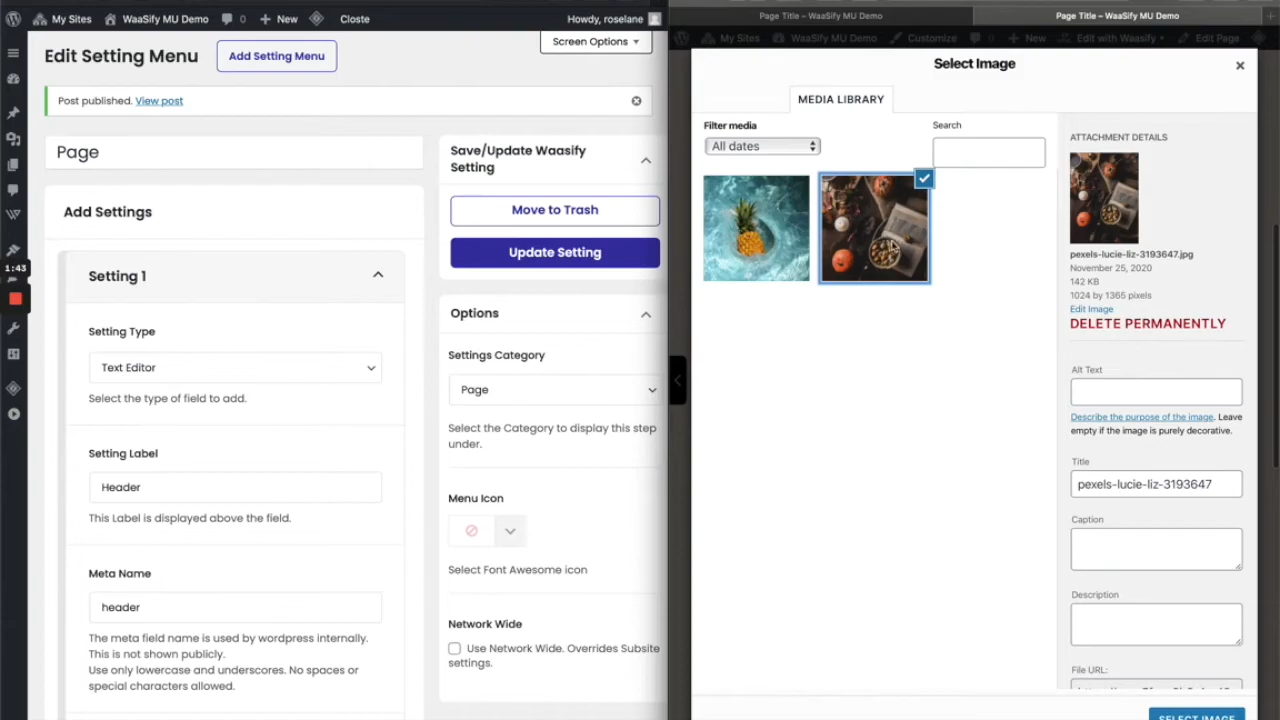 My Sites
WaaSify MU Demo
0
New
Closte
Howdy, roselane
Edit Setting Menu
Add Setting Menu
Screen Options
Post published. View post
Page
Add Settings
Setting 1
Setting Type
Text Editor
Select the type of field to add.
Setting Label
Header
This Label is displayed above the field.
Meta Name
header
The meta field name is used by wordpress internally.
This is not shown publicly.
Use only lowercase and underscores. No spaces or
special characters allowed.
1:43
Save/Update Waasify
Setting
Move to Trash
Update Setting
Options
Settings Category
Page
Select the Category to display this step
under.
Menu Icon
Select Font Awesome icon
Network Wide
Use Network Wide. Overrides Subsite
settings.
Page Title – WaaSify MU Demo
Page Title – WaaSify MU Demo
My Sites
WaaSify MU Demo
Customize
0
New
Edit with Waasify
Edit Page
Select Image
MEDIA LIBRARY
Filter media
All dates
Search
ATTACHMENT DETAILS
pexels-lucie-liz-3193647.jpg
November 25, 2020
142 KB
1024 by 1365 pixels
Edit Image
DELETE PERMANENTLY
Alt Text
Describe the purpose of the image. Leave
empty if the image is purely decorative.
Title
pexels-lucie-liz-3193647
Caption
Description
File URL:
SELECT IMAGE